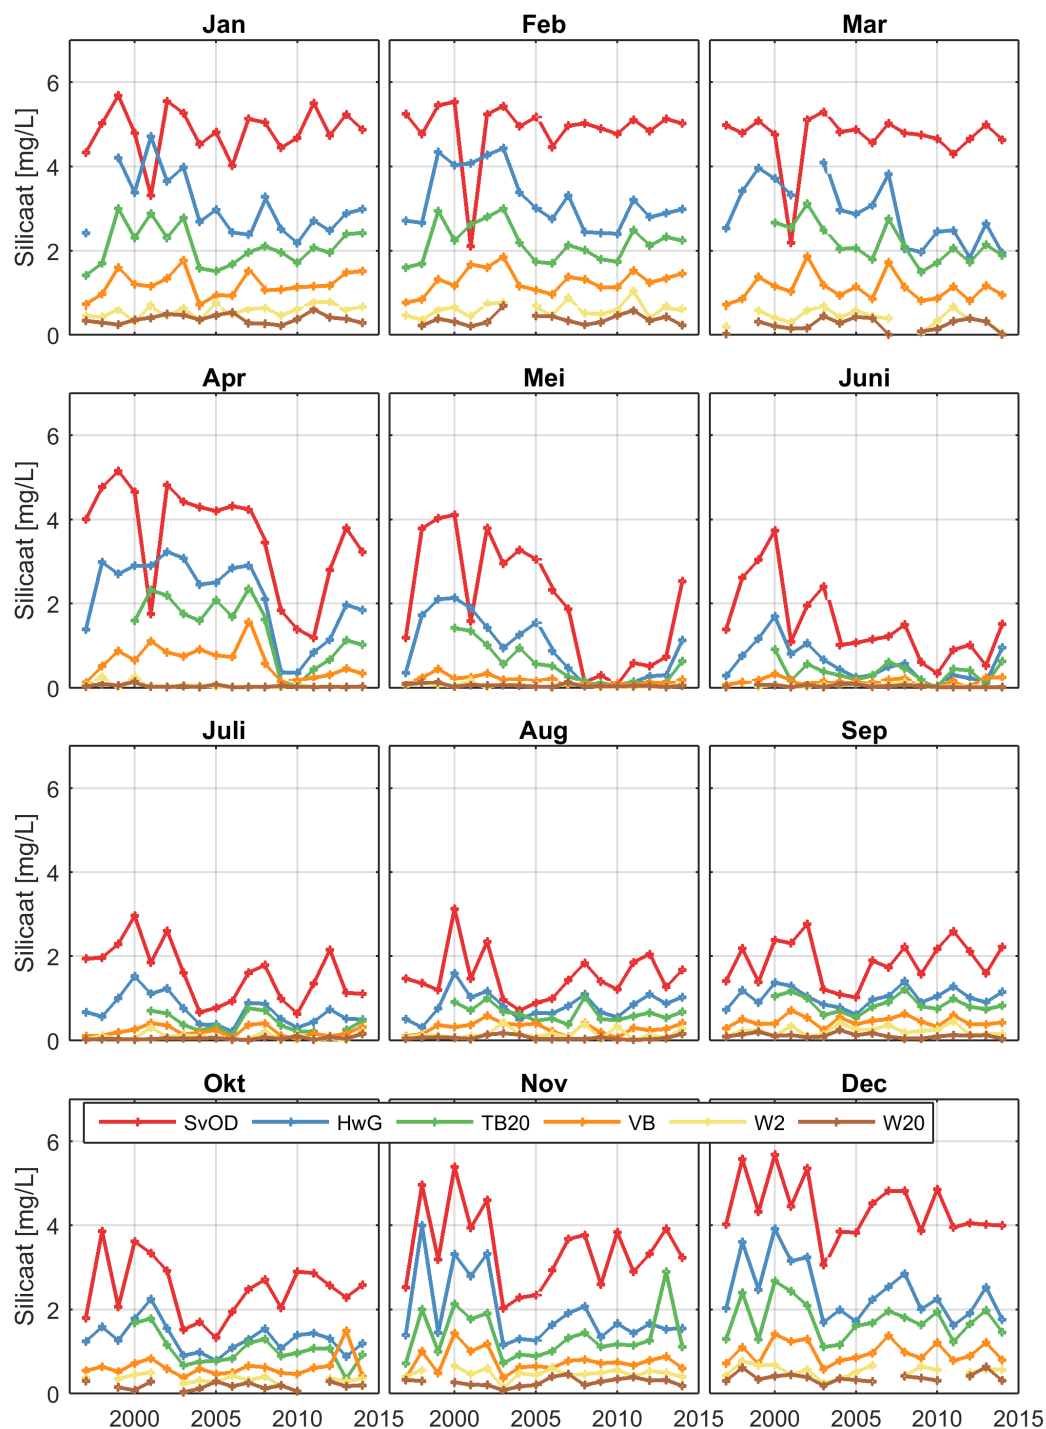 Jan Feb Mar
Silicaat [mg/L]
6
4
2
0
Apr Mei Juni
Silicaat [mg/L]
6
4
2
0
Juli Aug Sep
Silicaat [mg/L]
6
4
2
0
Okt Nov Dec
SvOD HwG TB20 VB W2 W20
Silicaat [mg/L]
6
4
2
0
2000 2005 2010 2015 2000 2005 2010 2015 2000 2005 2010 2015